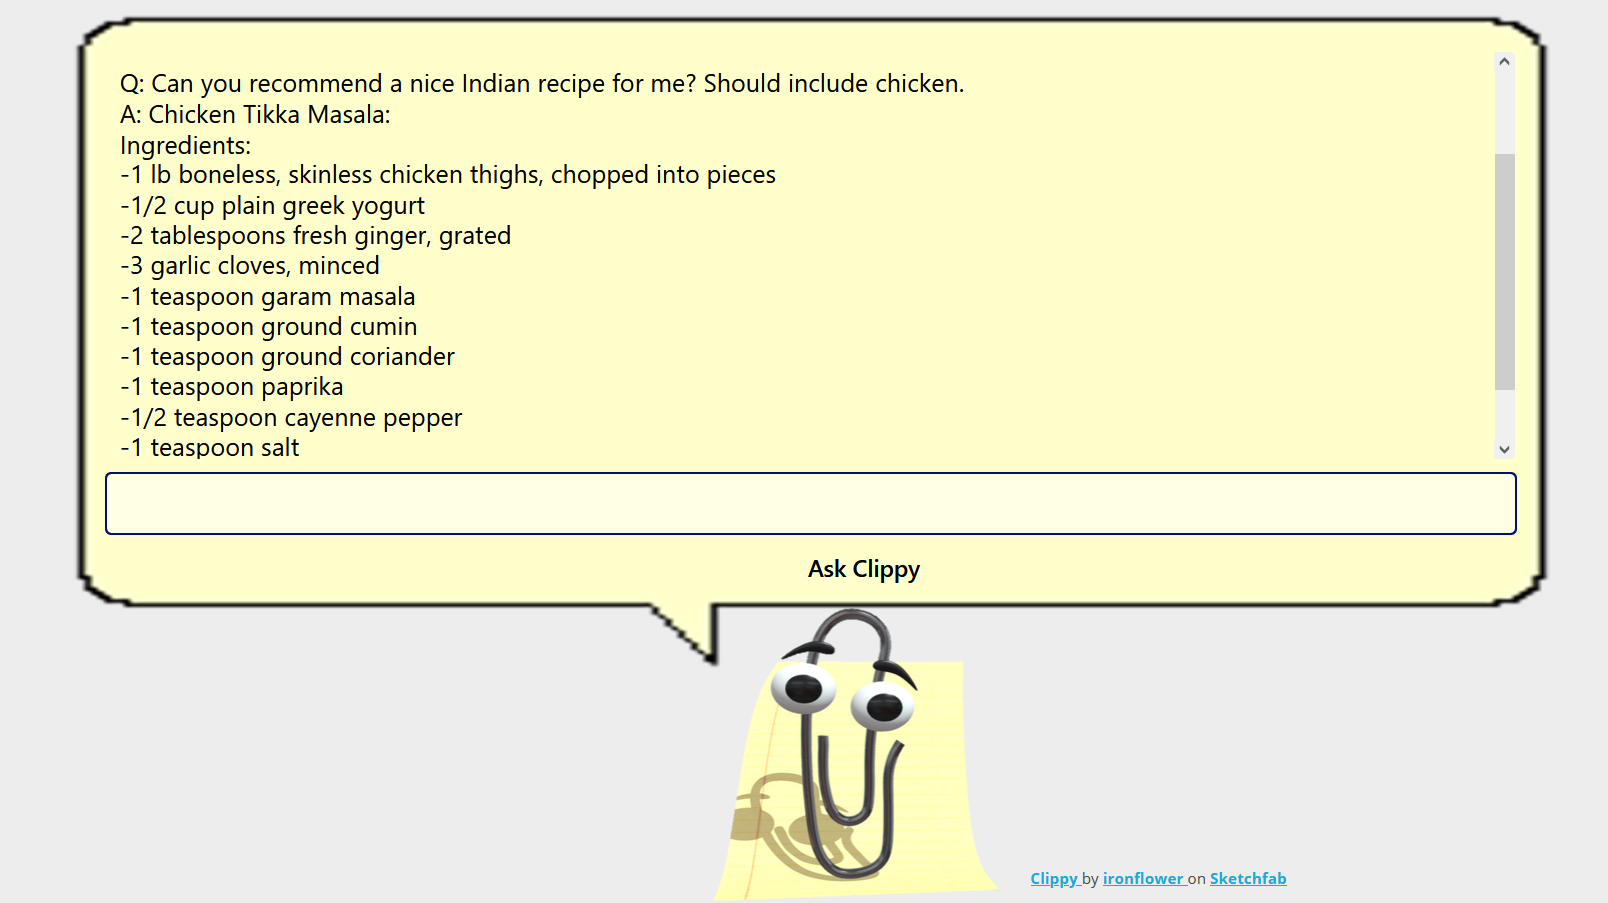 Q: Can you recommend a nice Indian recipe for me? Should include chicken.
A: Chicken Tikka Masala:
Ingredients:
-1 lb boneless, skinless chicken thighs, chopped into pieces
-1/2 cup plain greek yogurt
-2 tablespoons fresh ginger, grated
-3 garlic cloves, minced
-1 teaspoon garam masala
-1 teaspoon ground cumin
-1 teaspoon ground coriander
-1 teaspoon paprika
-1/2 teaspoon cayenne pepper
-1 teaspoon salt
Ask Clippy
Clippy by ironflower on Sketchfab